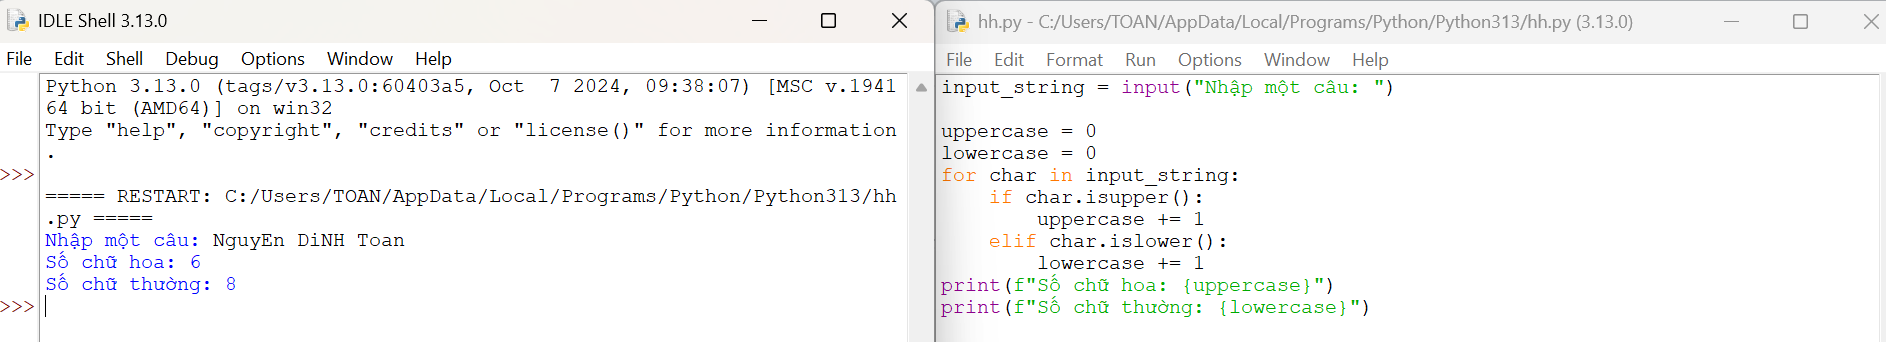 IDLE Shell 3.13.0
File Edit Shell Debug Options Window Help
Python 3.13.0 (tags/v3.13.0:60403a5, Oct  7 2024, 09:38:07) [MSC v.1941
64 bit (AMD64)] on win32
Type "help", "copyright", "credits" or "license()" for more information
.
>>>
===== RESTART: C:/Users/TOAN/AppData/Local/Programs/Python/Python313/hh
.py =====
Nhập một câu: NguyEn DiNH Toan
Số chữ hoa: 6
Số chữ thường: 8
>>>
hh.py - C:/Users/TOAN/AppData/Local/Programs/Python/Python313/hh.py (3.13.0)
File Edit Format Run Options Window Help
input_string = input("Nhập một câu: ")
uppercase = 0
lowercase = 0
for char in input_string:
    if char.isupper():
        uppercase += 1
    elif char.islower():
        lowercase += 1
print(f"Số chữ hoa: {uppercase}")
print(f"Số chữ thường: {lowercase}")